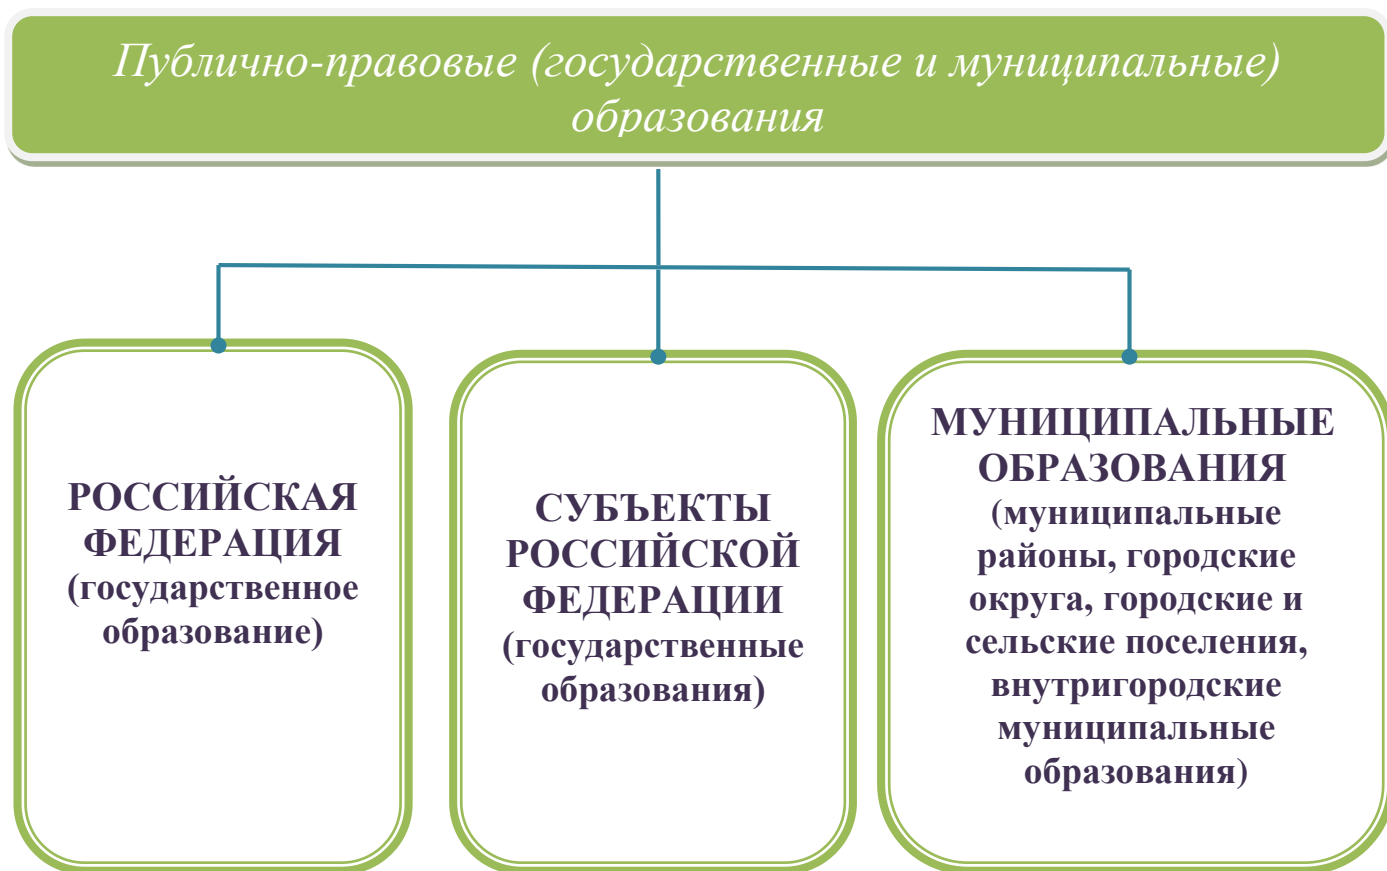 Публично-правовые (государственные и муниципальные)
образования
РОССИЙСКАЯ
ФЕДЕРАЦИЯ
(государственное
образование)
СУБЪЕКТЫ
РОССИЙСКОЙ
ФЕДЕРАЦИИ
(государственные
образования)
МУНИЦИПАЛЬНЫЕ
ОБРАЗОВАНИЯ
(муниципальные
районы, городские
округа, городские и
сельские поселения,
внутригородские
муниципальные
образования)